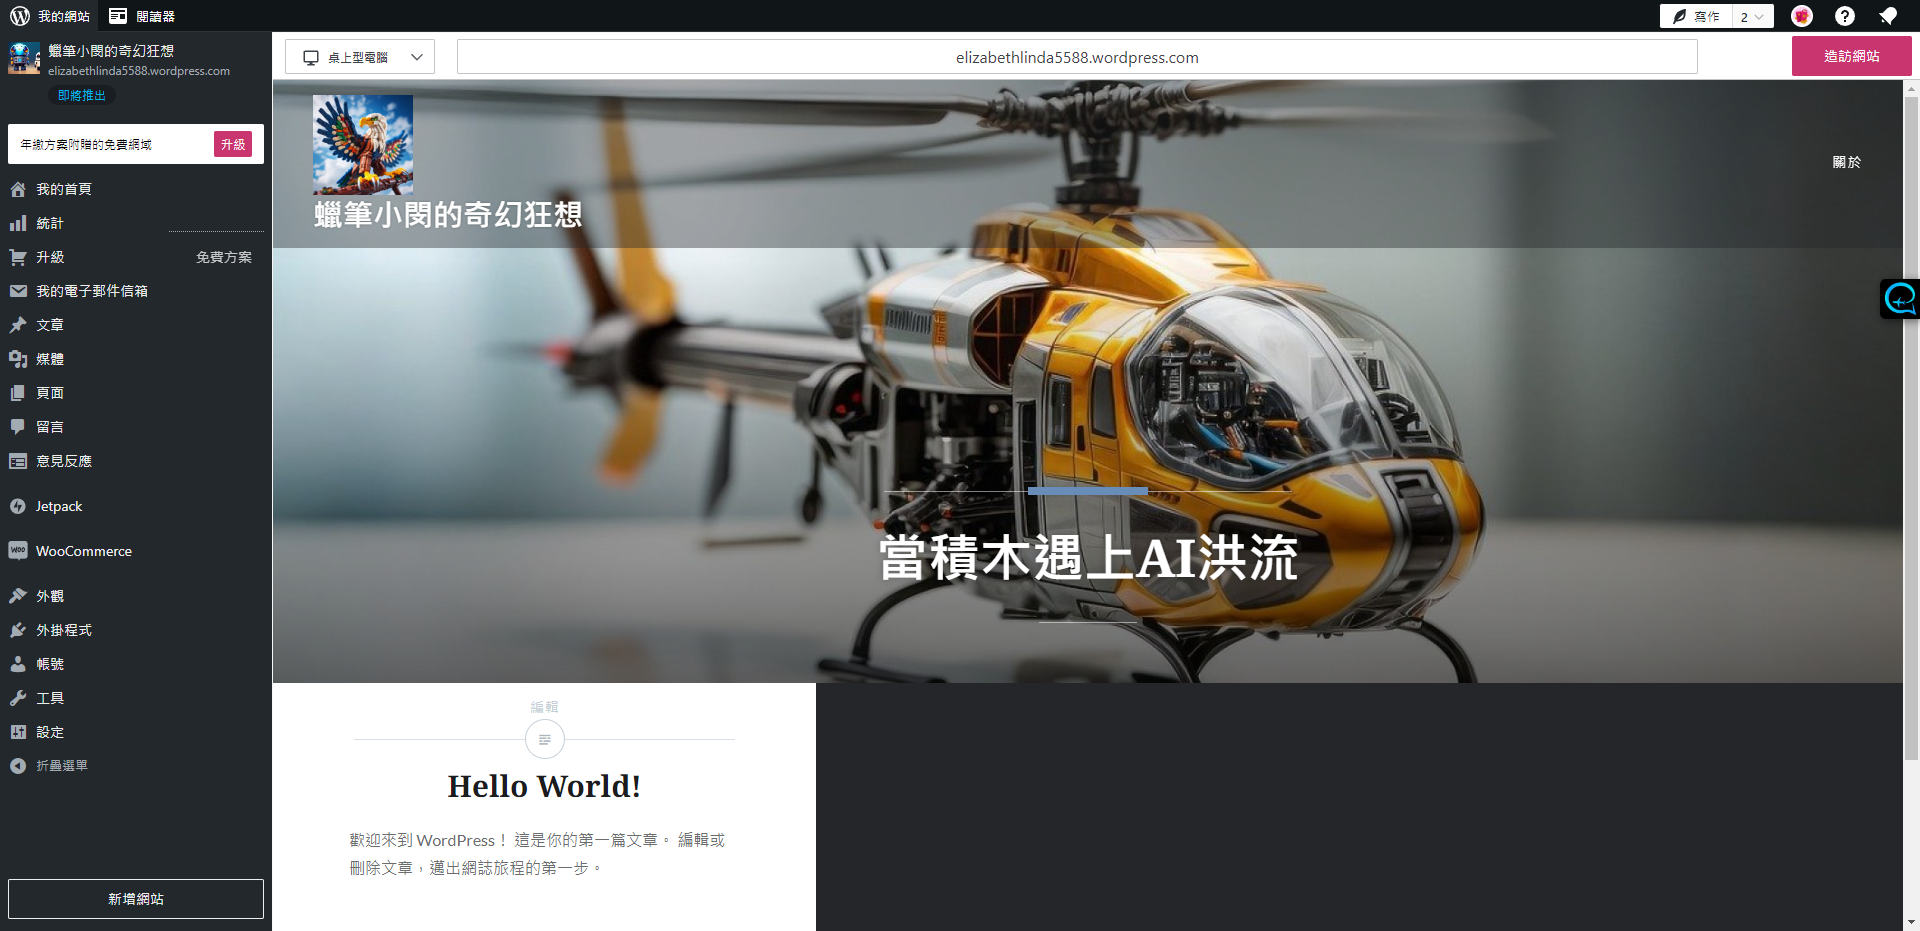 我的網站
閱讀器
寫作
2
蠟筆小閔的奇幻狂想
elizabethlinda5588.wordpress.com
即將推出
年繳方案附贈的免費網域
升級
我的首頁
統計
升級
免費方案
我的電子郵件信箱
文章
媒體
頁面
留言
意見反應
Jetpack
WooCommerce
外觀
外掛程式
帳號
工具
設定
折疊選單
新增網站
桌上型電腦
elizabethlinda5588.wordpress.com
造訪網站
蠟筆小閔的奇幻狂想
關於
當積木遇上AI洪流
編輯
Hello World!
歡迎來到 WordPress！ 這是你的第一篇文章。 編輯或
刪除文章，邁出網誌旅程的第一步。